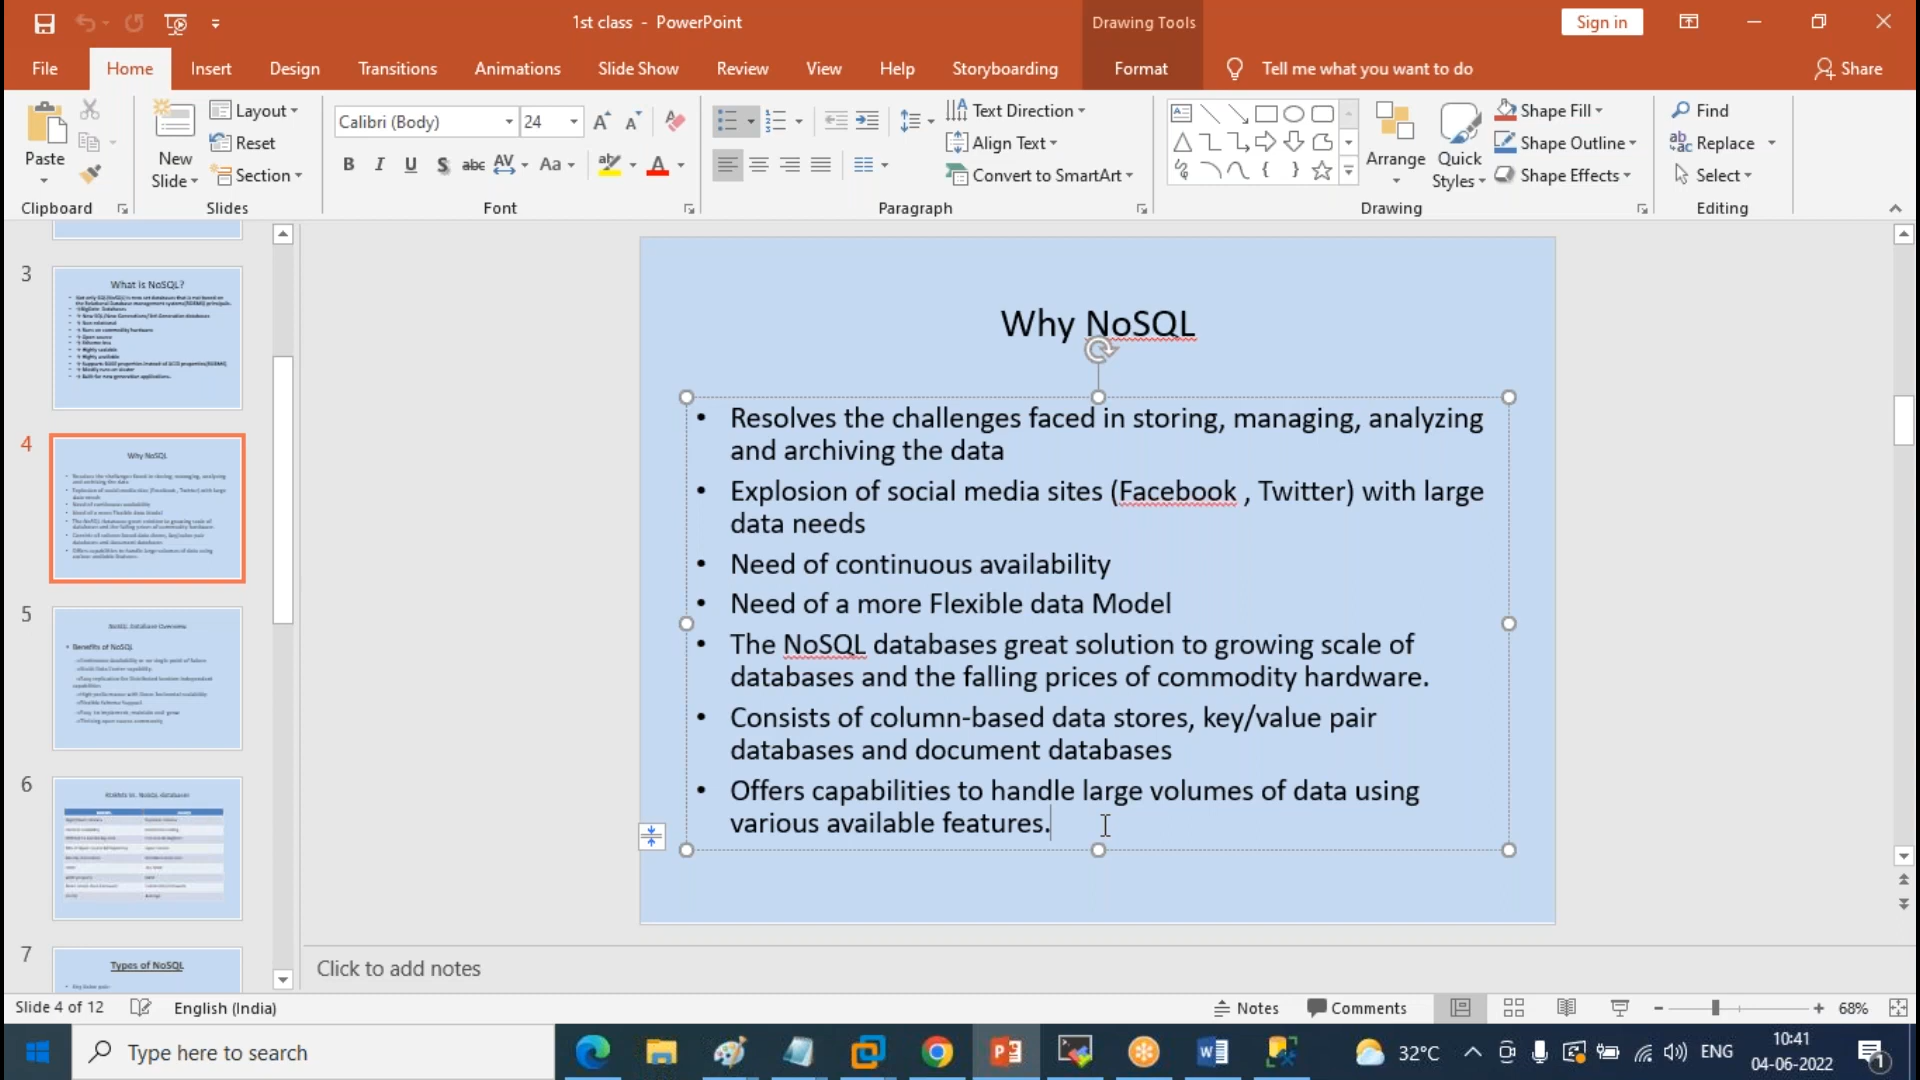 1st class - PowerPoint
Drawing Tools
Sign in
File Home Insert Design Transitions Animations Slide Show Review View Help Storyboarding Format Tell me what you want to do Share
Paste
Clipboard
New
Slide
Layout
Reset
Section
Slides
Calibri (Body) 24
B I U S abc AV Aa
ab A
Font
Paragraph
Text Direction
Align Text
Convert to SmartArt
Arrange
Quick
Styles
Shape Fill
Shape Outline
Shape Effects
Drawing
Find
Replace
Select
Editing
3
What is NoSQL?
4
Why NoSQL
5
NoSQL Database Overview
• Benefits of NoSQL
6
RDBMS Vs. NoSQL databases
7
Types of NoSQL
Why NoSQL
• Resolves the challenges faced in storing, managing, analyzing
and archiving the data
• Explosion of social media sites (Facebook , Twitter) with large
data needs
• Need of continuous availability
• Need of a more Flexible data Model
• The NoSQL databases great solution to growing scale of
databases and the falling prices of commodity hardware.
• Consists of column-based data stores, key/value pair
databases and document databases
• Offers capabilities to handle large volumes of data using
various available features.
Click to add notes
Slide 4 of 12 English (India) Notes Comments 68%
Type here to search 32°C ENG
10:41
04-06-2022
1